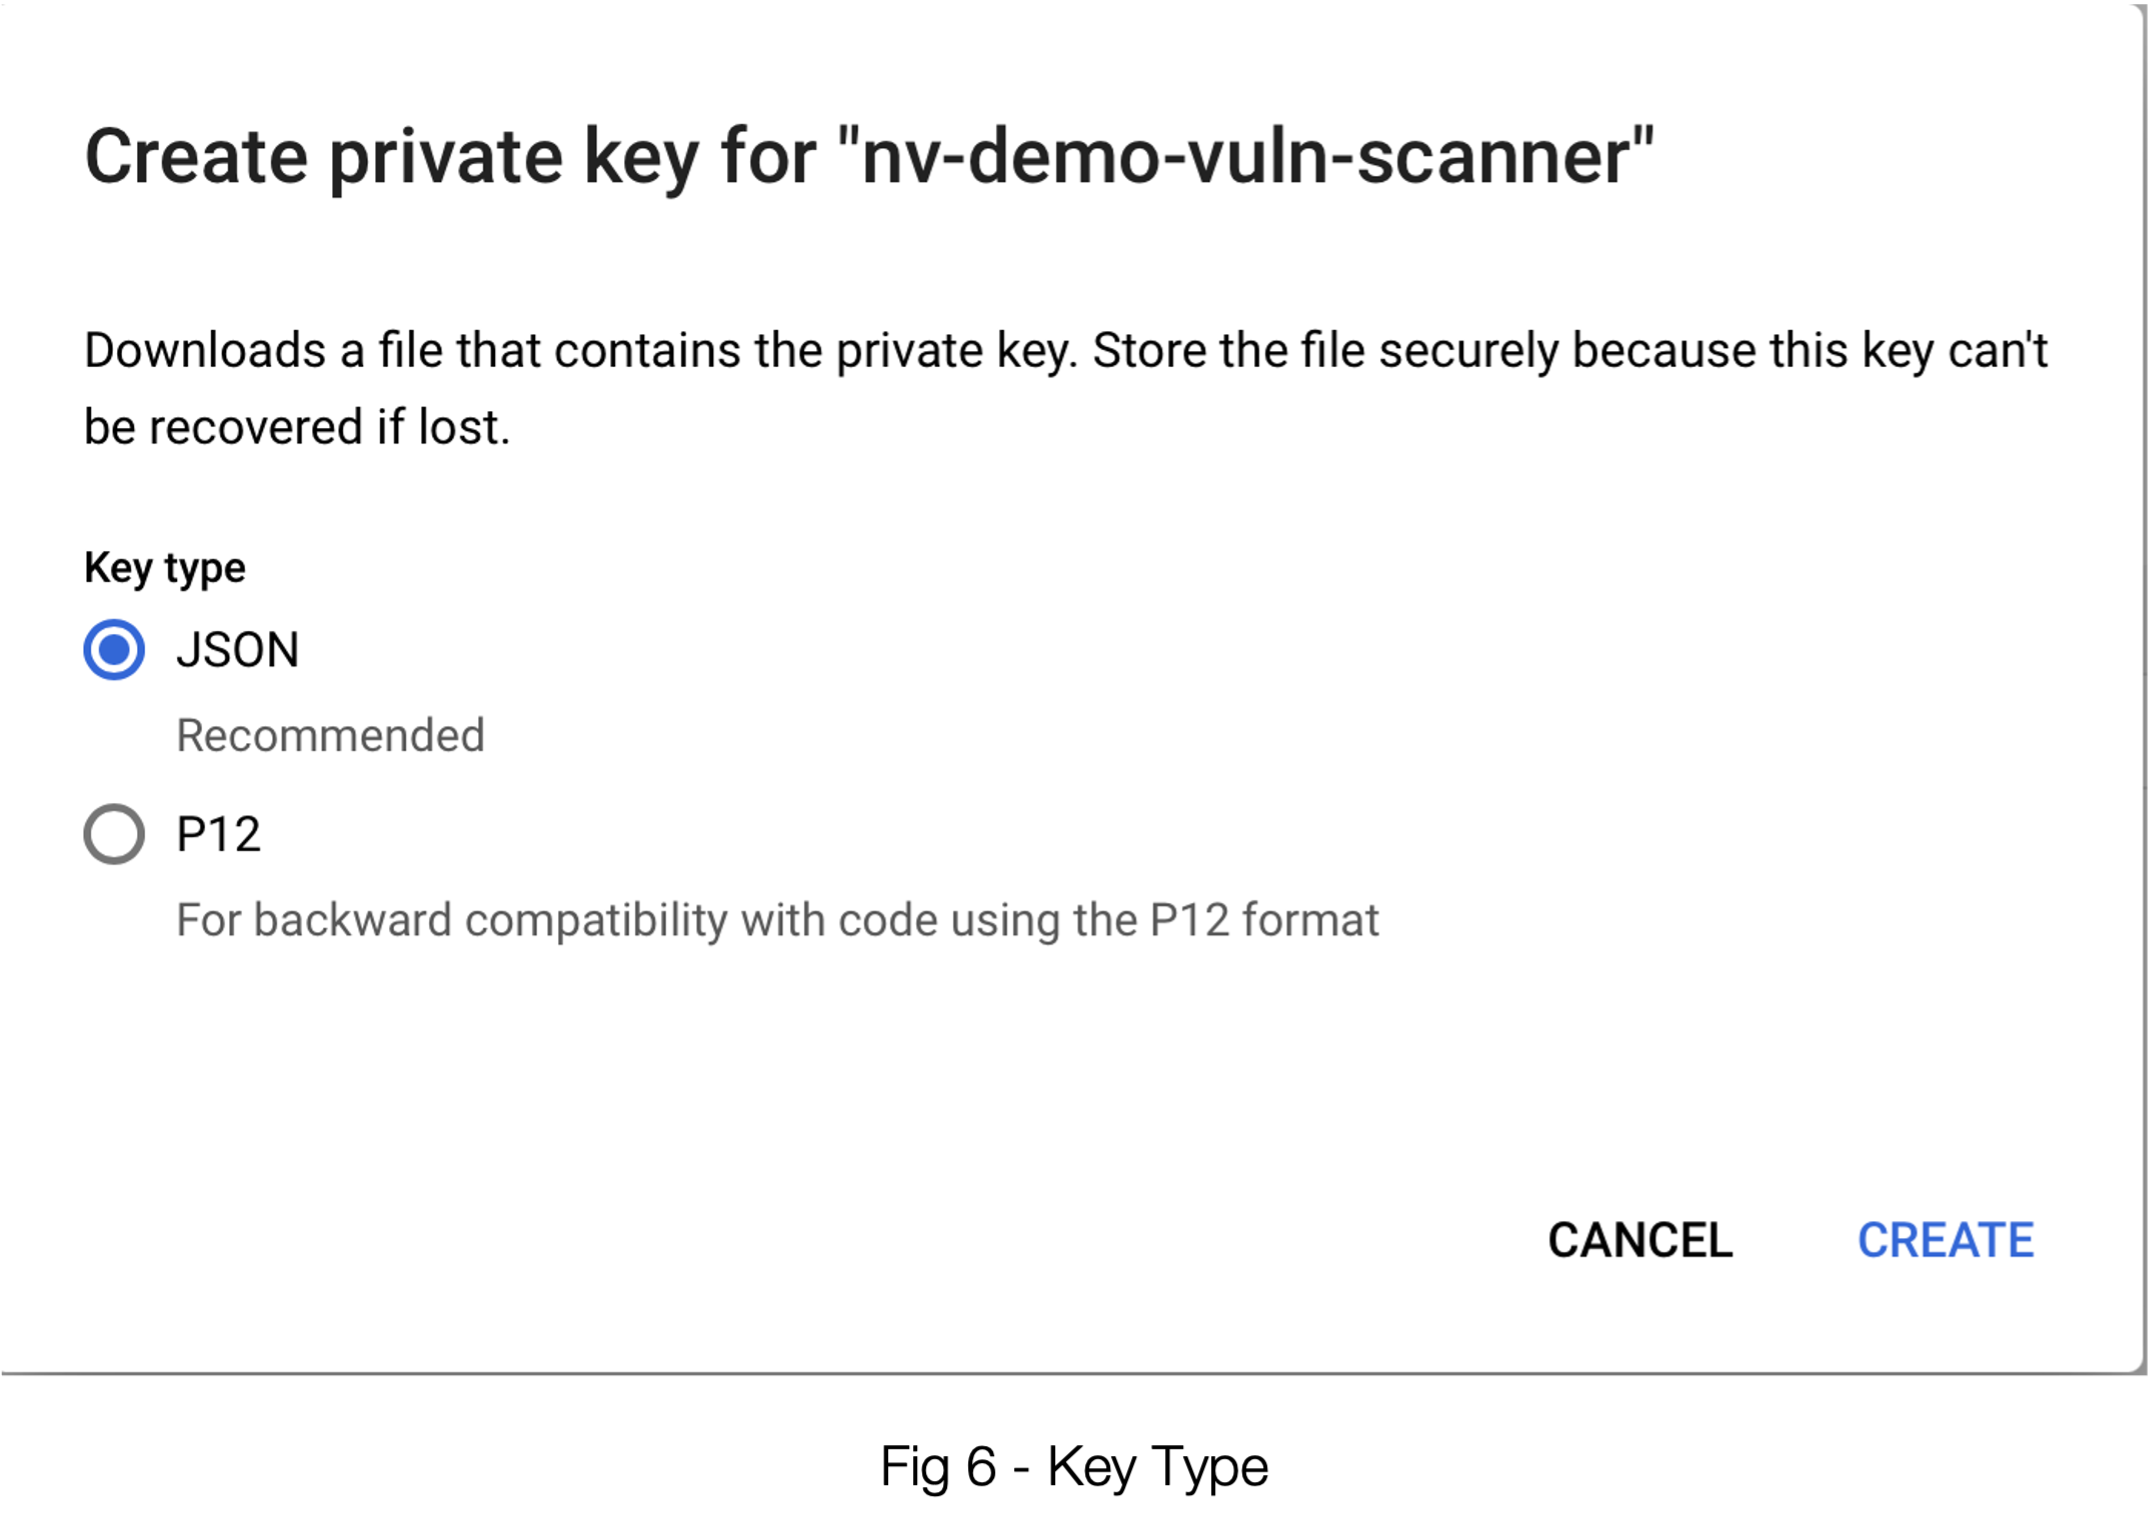 Create private key for "nv-demo-vuln-scanner"
Downloads a file that contains the private key. Store the file securely because this key can't
be recovered if lost.
Key type
JSON
Recommended
P12
For backward compatibility with code using the P12 format
CANCEL CREATE
Fig 6 - Key Type